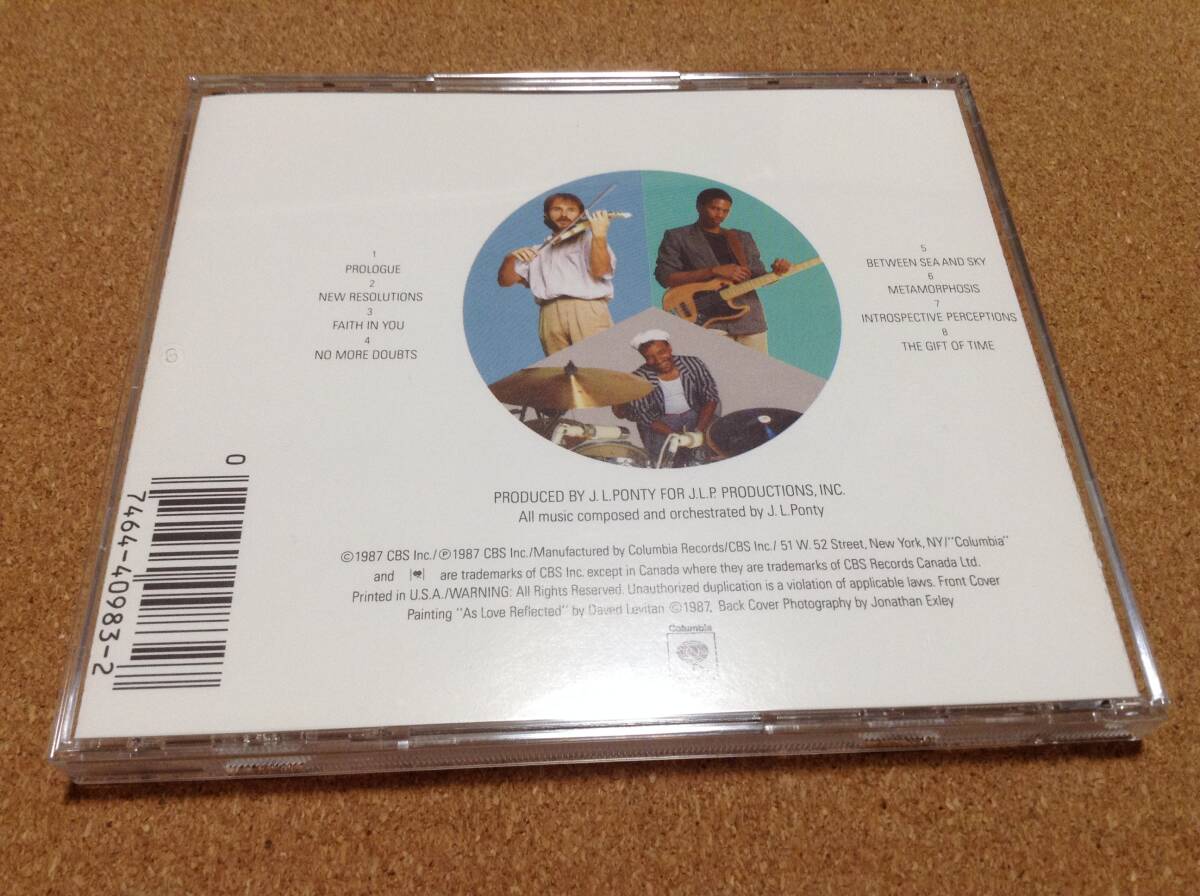 1
PROLOGUE
2
NEW RESOLUTIONS
3
FAITH IN YOU
4
NO MORE DOUBTS
5
BETWEEN SEA AND SKY
6
METAMORPHOSIS
7
INTROSPECTIVE PERCEPTIONS
8
THE GIFT OF TIME
PRODUCED BY J. L.PONTY FOR J.L.P. PRODUCTIONS, INC.
All music composed and orchestrated by J. L.Ponty
©1987 CBS Inc./℗1987 CBS Inc./Manufactured by Columbia Records/CBS Inc./ 51 W. 52 Street, New York, NY/"Columbia"
and are trademarks of CBS Inc. except in Canada where they are trademarks of CBS Records Canada Ltd.
Printed in U.S.A./WARNING: All Rights Reserved. Unauthorized duplication is a violation of applicable laws. Front Cover
Painting "As Love Reflected" by David Levitan ©1987, Back Cover Photography by Jonathan Exley
Columbia
0 7464-40983-2